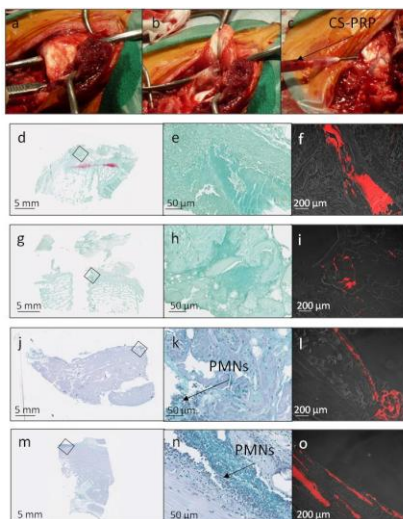 a b c CS-PRP
d e f
5 mm 50 µm 200 µm
g h i
5 mm 50 µm 200 µm
j k PMNs l
5 mm 50 µm 200 µm
m n PMNs o
5 mm 50 µm 200 µm